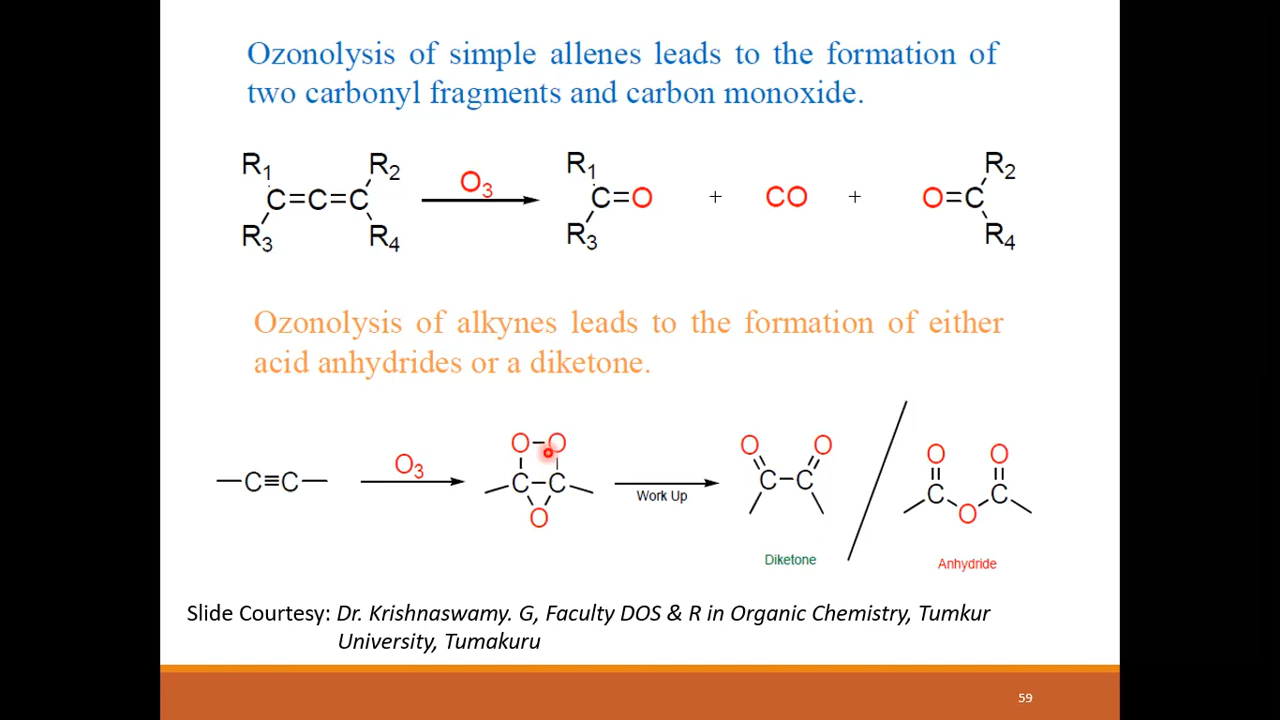 Ozonolysis of simple allenes leads to the formation of
two carbonyl fragments and carbon monoxide.
R1 R2 R1 R2
C=C=C O3 C=O + CO + O=C
R3 R4 R3 R4
Ozonolysis of alkynes leads to the formation of either
acid anhydrides or a diketone.
O–O O O O O
–C≡C– O3 C–C Work Up C–C C C
O O
Diketone Anhydride
Slide Courtesy: Dr. Krishnaswamy. G, Faculty DOS & R in Organic Chemistry, Tumkur
University, Tumakuru
59